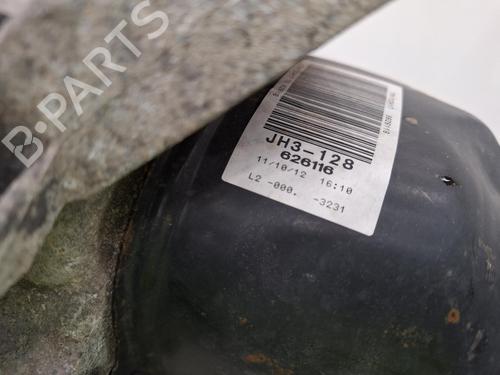 B-PARTS
JH3-128
626116
11/10/12 16:10
L2 -000. -3231